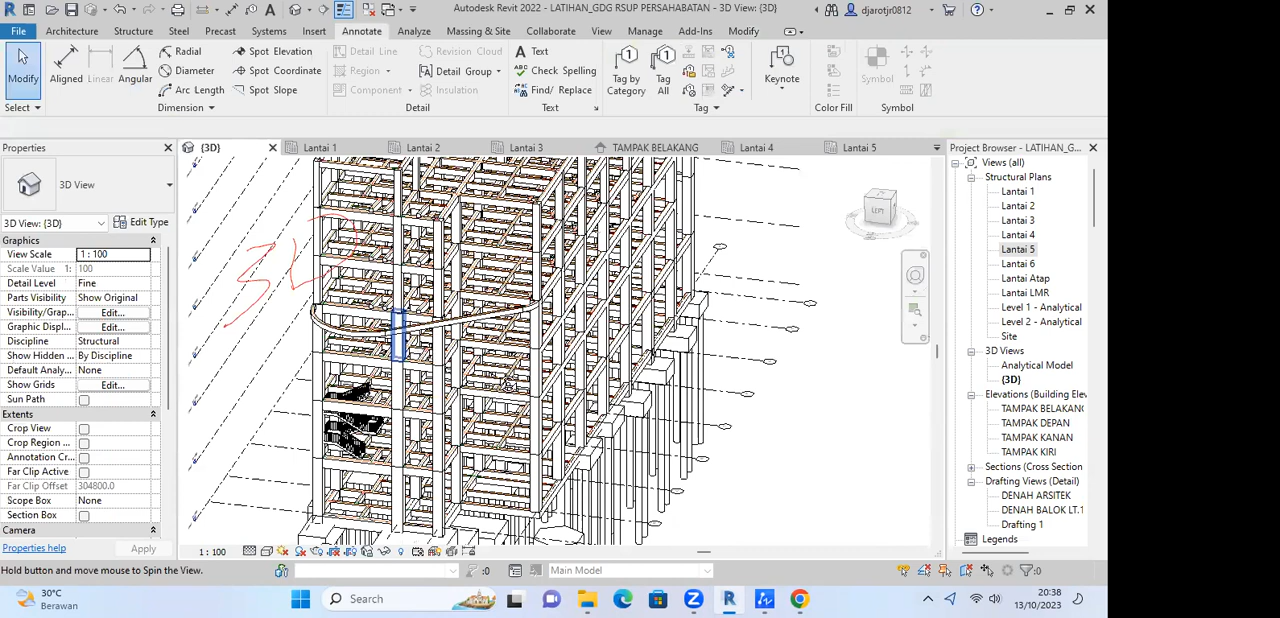 Autodesk Revit 2022 - LATIHAN_GDG RSUP PERSAHABATAN - 3D View: {3D}
djarotrj0812
File Architecture Structure Steel Precast Systems Insert Annotate Analyze Massing & Site Collaborate View Manage Add-Ins Modify
Modify Aligned Linear Angular Radial Diameter Arc Length Spot Elevation Spot Coordinate Spot Slope
Detail Line Region Component Revision Cloud Detail Group Insulation
Text Check Spelling Find/ Replace
Tag by Category Tag All Keynote Symbol
Select Dimension Detail Text Tag Color Fill Symbol
Properties
{3D} Lantai 1 Lantai 2 Lantai 3 TAMPAK BELAKANG Lantai 4 Lantai 5
Project Browser - LATIHAN_G...
3D View
3D View: {3D} Edit Type
Graphics
View Scale 1 : 100
Scale Value 1: 100
Detail Level Fine
Parts Visibility Show Original
Visibility/Grap... Edit...
Graphic Displ... Edit...
Discipline Structural
Show Hidden ... By Discipline
Default Analy... None
Show Grids Edit...
Sun Path
Extents
Crop View
Crop Region ...
Annotation Cr...
Far Clip Active
Far Clip Offset 304800.0
Scope Box None
Section Box
Camera
Properties help Apply
3D
LEFT
Views (all)
Structural Plans
Lantai 1
Lantai 2
Lantai 3
Lantai 4
Lantai 5
Lantai 6
Lantai Atap
Lantai LMR
Level 1 - Analytical
Level 2 - Analytical
Site
3D Views
Analytical Model
{3D}
Elevations (Building Elev
TAMPAK BELAKANG
TAMPAK DEPAN
TAMPAK KANAN
TAMPAK KIRI
Sections (Cross Section
Drafting Views (Detail)
DENAH ARSITEK
DENAH BALOK LT.1
Drafting 1
Legends
1 : 100
Hold button and move mouse to Spin the View.
:0 Main Model :0
30°C
Berawan
Search
20:38
13/10/2023